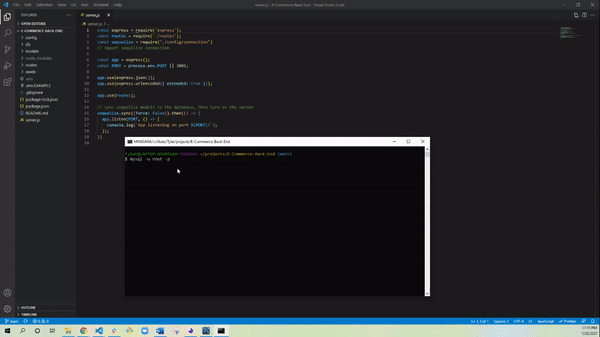 File Edit Selection View Go Run Terminal Help
server.js - E-Commerce-Back-End - Visual Studio Code
EXPLORER
OPEN EDITORS
E-COMMERCE-BACK-END
config
db
models
node_modules
routes
seeds
.env
.env.EXAMPLE
.gitignore
package-lock.json
package.json
README.md
server.js
OUTLINE
TIMELINE
server.js
server.js > ...
1 const express = require('express');
2 const routes = require('./routes');
3 const sequelize = require("./config/connection")
4 // import sequelize connection
5
6 const app = express();
7 const PORT = process.env.PORT || 3001;
8
9 app.use(express.json());
10 app.use(express.urlencoded({ extended: true }));
11
12 app.use(routes);
13
14 // sync sequelize models to the database, then turn on the server
15 sequelize.sync({force: false}).then(() => {
16 app.listen(PORT, () => {
17 console.log(`App listening on port ${PORT}!`);
18 });
19 })
20
MINGW64:/c/Users/Tyler/projects/E-Commerce-Back-End
MINGW64 ~/projects/E-Commerce-Back-End (main)
$ mysql -u root -p
main
0 0
Ln 1, Col 1
Spaces: 2
UTF-8
JavaScript
Prettier
11:11 PM